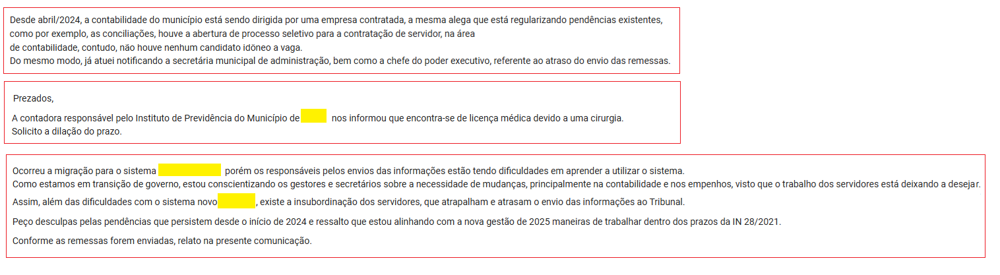 Desde abril/2024, a contabilidade do município está sendo dirigida por uma empresa contratada, a mesma alega que está regularizando pendências existentes,
como por exemplo, as conciliações, houve a abertura de processo seletivo para a contratação de servidor, na área
de contabilidade, contudo, não houve nenhum candidato idôneo a vaga.
Do mesmo modo, já atuei notificando a secretária municipal de administração, bem como a chefe do poder executivo, referente ao atraso do envio das remessas.
Prezados,
A contadora responsável pelo Instituto de Previdência do Município de nos informou que encontra-se de licença médica devido a uma cirurgia.
Solicito a dilação do prazo.
Ocorreu a migração para o sistema porém os responsáveis pelos envios das informações estão tendo dificuldades em aprender a utilizar o sistema.
Como estamos em transição de governo, estou conscientizando os gestores e secretários sobre a necessidade de mudanças, principalmente na contabilidade e nos empenhos, visto que o trabalho dos servidores está deixando a desejar.
Assim, além das dificuldades com o sistema novo , existe a insubordinação dos servidores, que atrapalham e atrasam o envio das informações ao Tribunal.
Peço desculpas pelas pendências que persistem desde o início de 2024 e ressalto que estou alinhando com a nova gestão de 2025 maneiras de trabalhar dentro dos prazos da IN 28/2021.
Conforme as remessas forem enviadas, relato na presente comunicação.